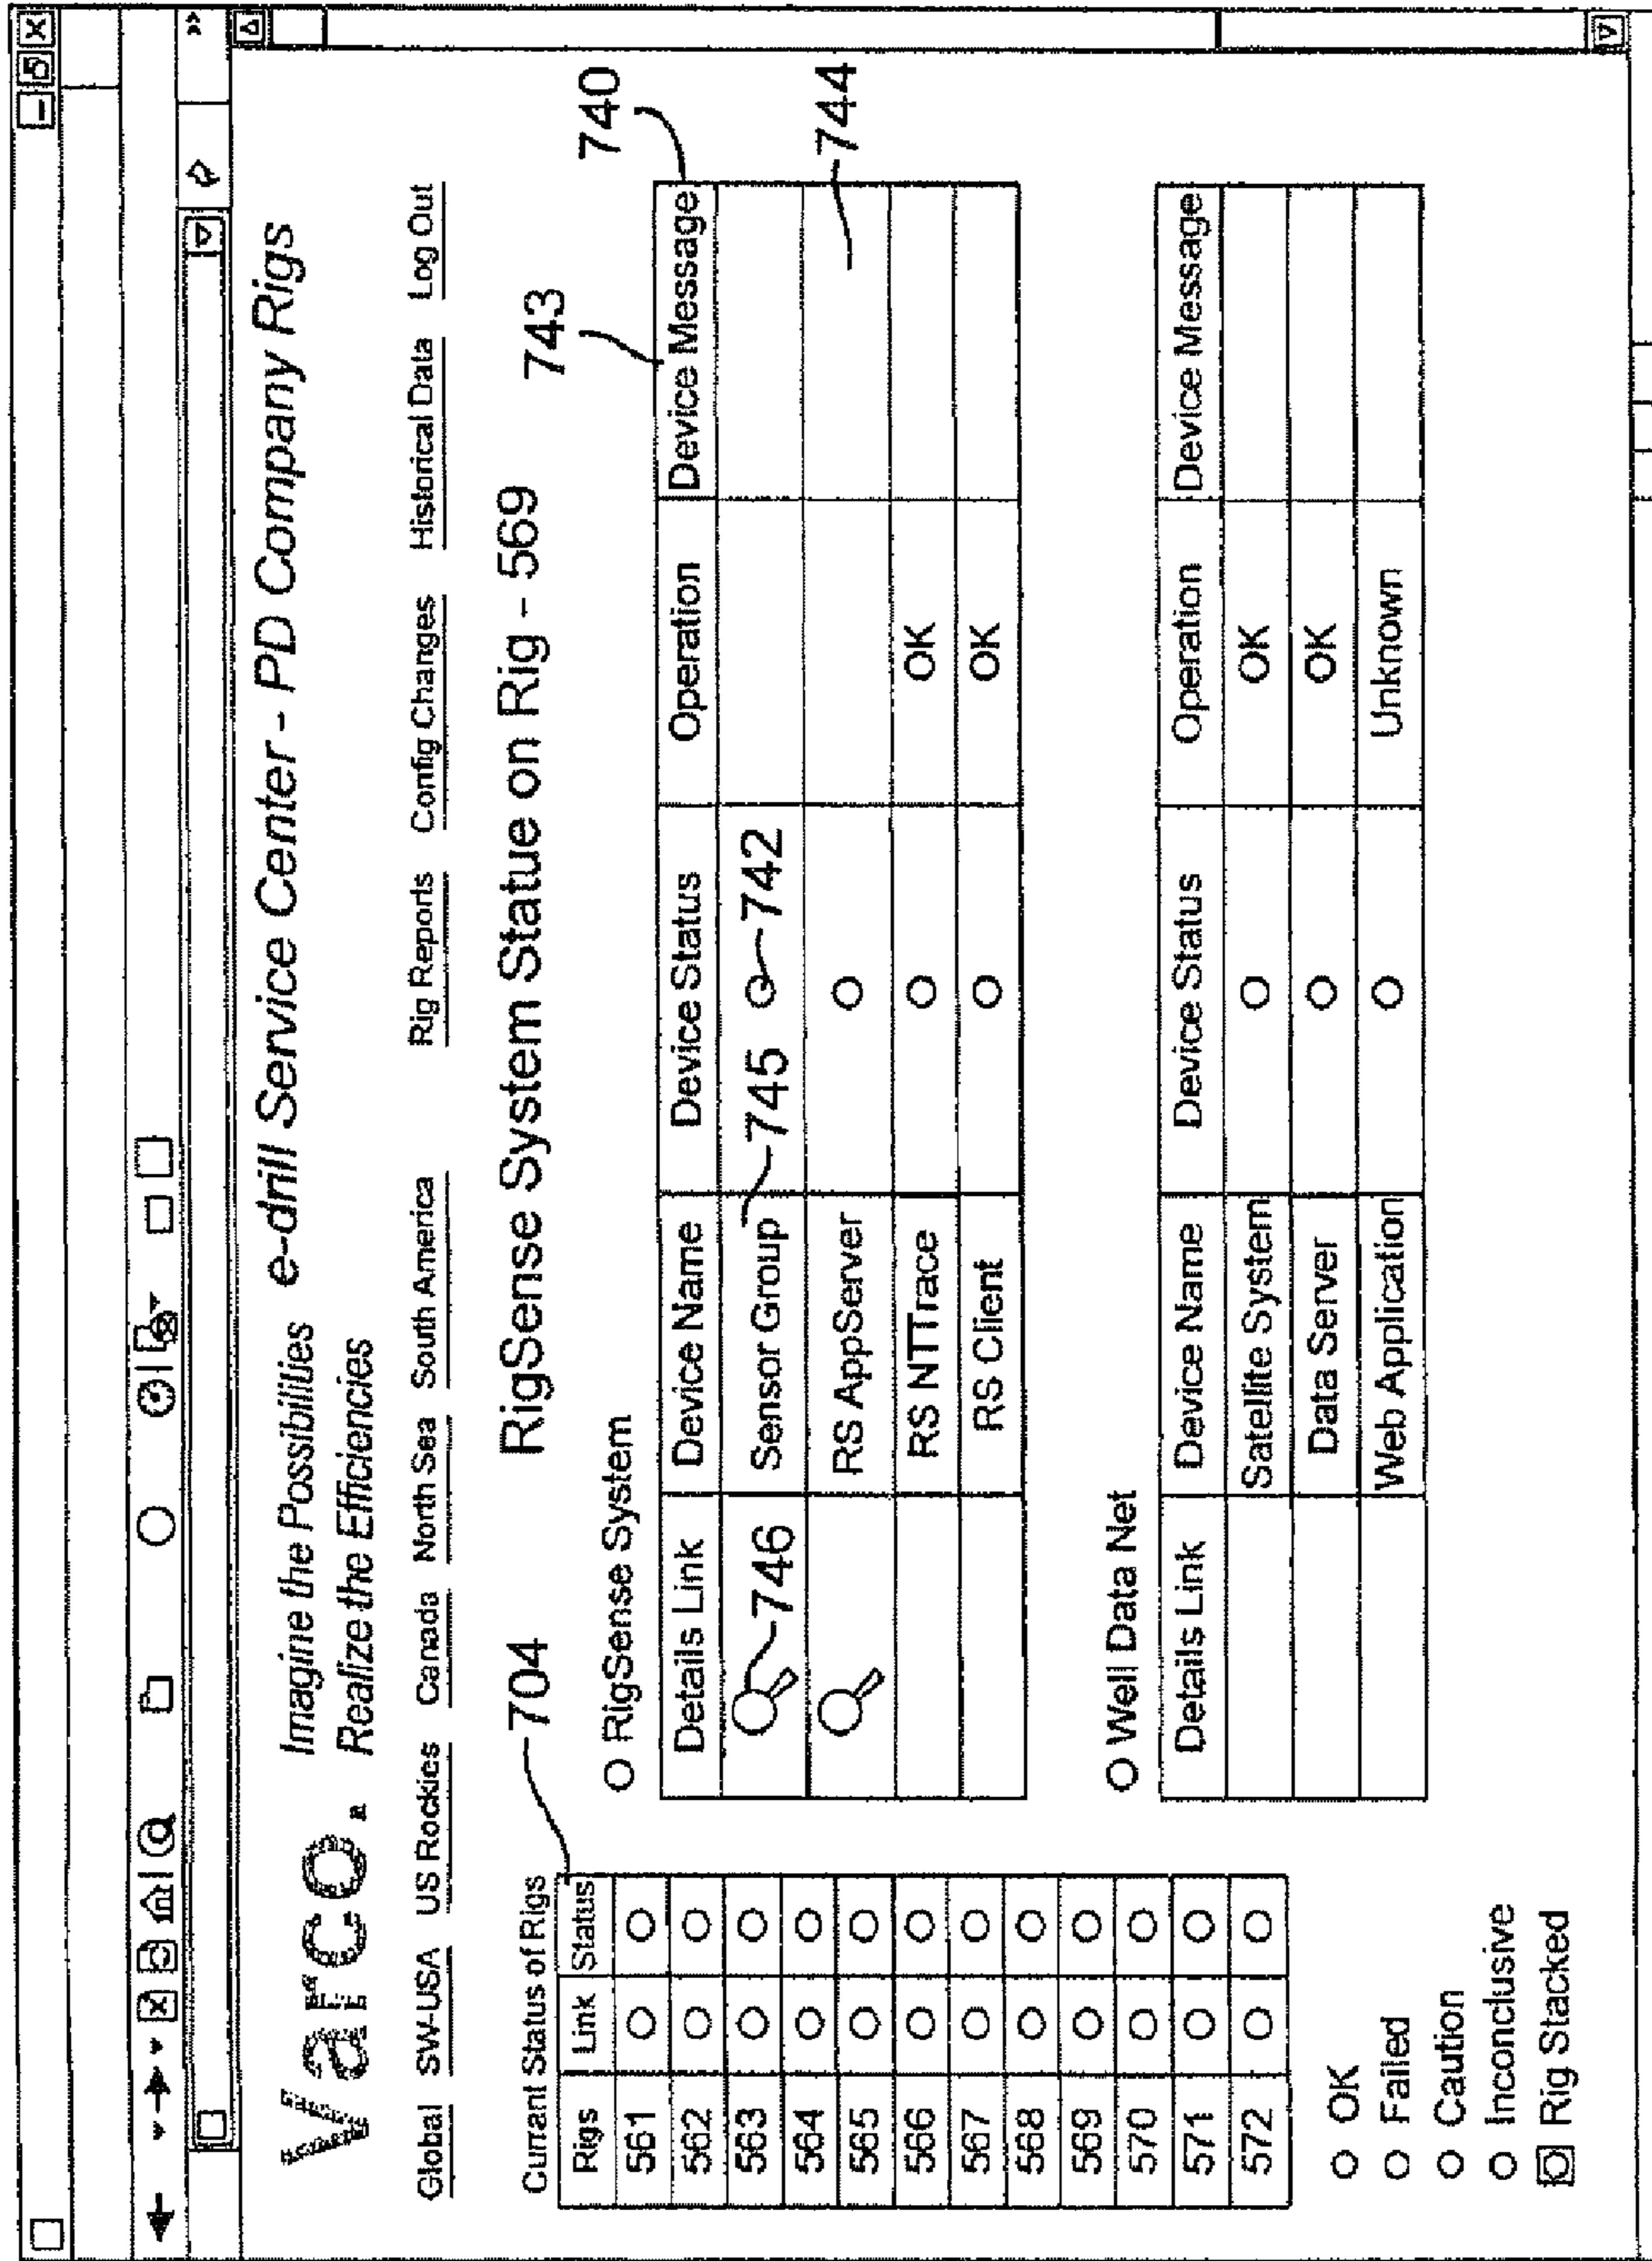 Varco. Imagine the Possibilities e-drill Service Center - PD Company Rigs
Realize the Efficiencies
Global SW-USA US Rockies Canada North Sea South America Rig Reports Config Changes Historical Data Log Out
RigSense System Statue on Rig - 569
704
743
740
Currant Status of Rigs
Rigs Link Status
561
562
563
564
565
566
567
568
569
570
571
572
OK
Failed
Caution
Inconclusive
Rig Stacked
RigSense System
Details Link Device Name Device Status Operation Device Message
746 Sensor Group 745 742
RS AppServer 744
RS NTTrace OK
RS Client OK
Well Data Net
Details Link Device Name Device Status Operation Device Message
Satellite System OK
Data Server OK
Web Application Unknown